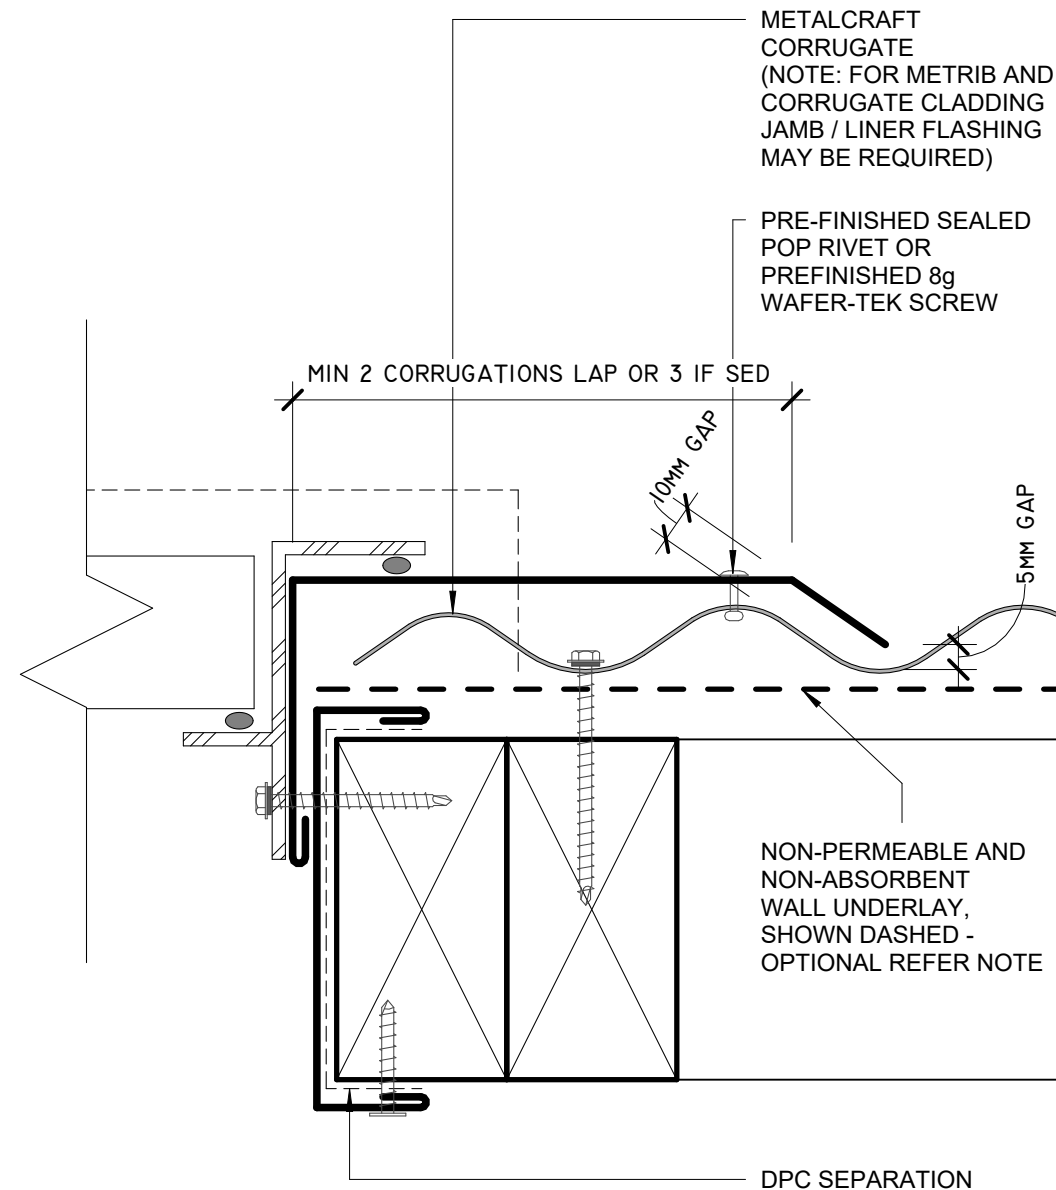 METALCRAFT
CORRUGATE
(NOTE: FOR METRIB AND
CORRUGATE CLADDING
JAMB / LINER FLASHING
MAY BE REQUIRED)
PRE-FINISHED SEALED
POP RIVET OR
PREFINISHED 8g
WAFER-TEK SCREW
MIN 2 CORRUGATIONS LAP OR 3 IF SED
10MM GAP
5MM GAP
NON-PERMEABLE AND
NON-ABSORBENT
WALL UNDERLAY,
SHOWN DASHED -
OPTIONAL REFER NOTE
DPC SEPARATION